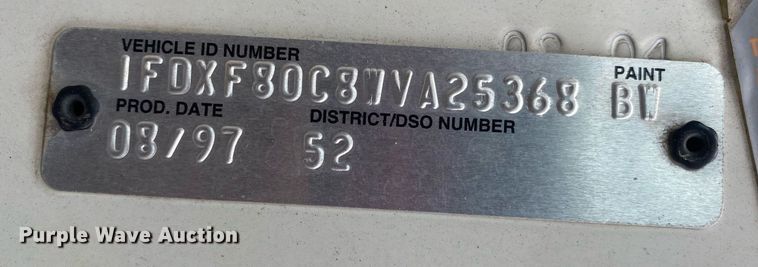 VEHICLE ID NUMBER
1FDXF80C8WVA25368
PAINT
BW
PROD. DATE
08/97
DISTRICT/DSO NUMBER
52
Purple Wave Auction